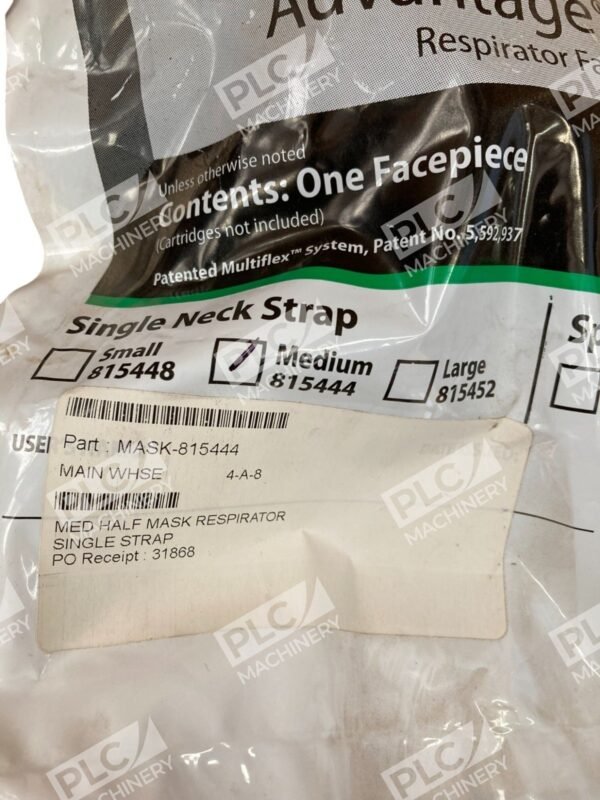 Advantage®
Respirator Fa
Unless otherwise noted
Contents: One Facepiece
(Cartridges not included)
Patented Multiflex™ System, Patent No. 5,592,937
Single Neck Strap
Small
815448
Medium
815444
Large
815452
Sp
USE
Part : MASK-815444
MAIN WHSE 4-A-8
MED HALF MASK RESPIRATOR
SINGLE STRAP
PO Receipt : 31868
PLC MACHINERY